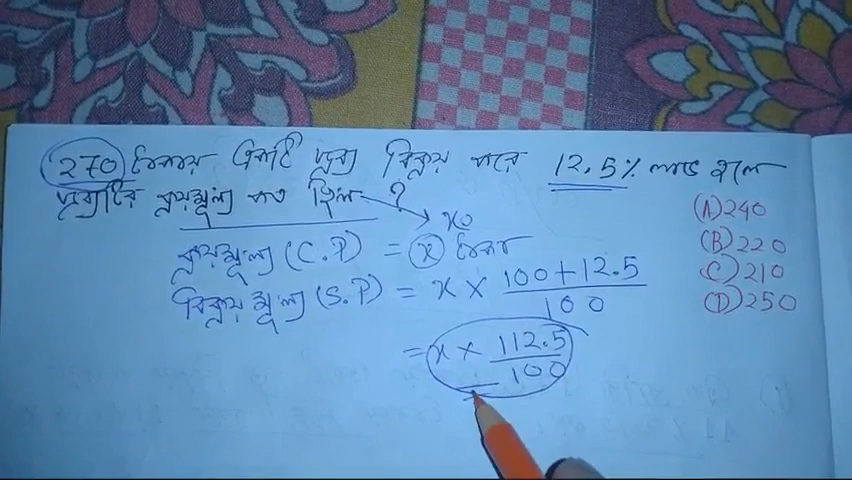 270 টাকায় একটি দ্রব্য বিক্রয় করে 12.5% লাভ হলে
দ্রব্যটির ক্রয়মূল্য কত ছিল ?
x
ক্রয়মূল্য (C.P) = x টাকা
বিক্রয়মূল্য (S.P) = x × 100+12.5
100
= x × 112.5
100
(A) 240
(B) 220
(C) 210
(D) 250